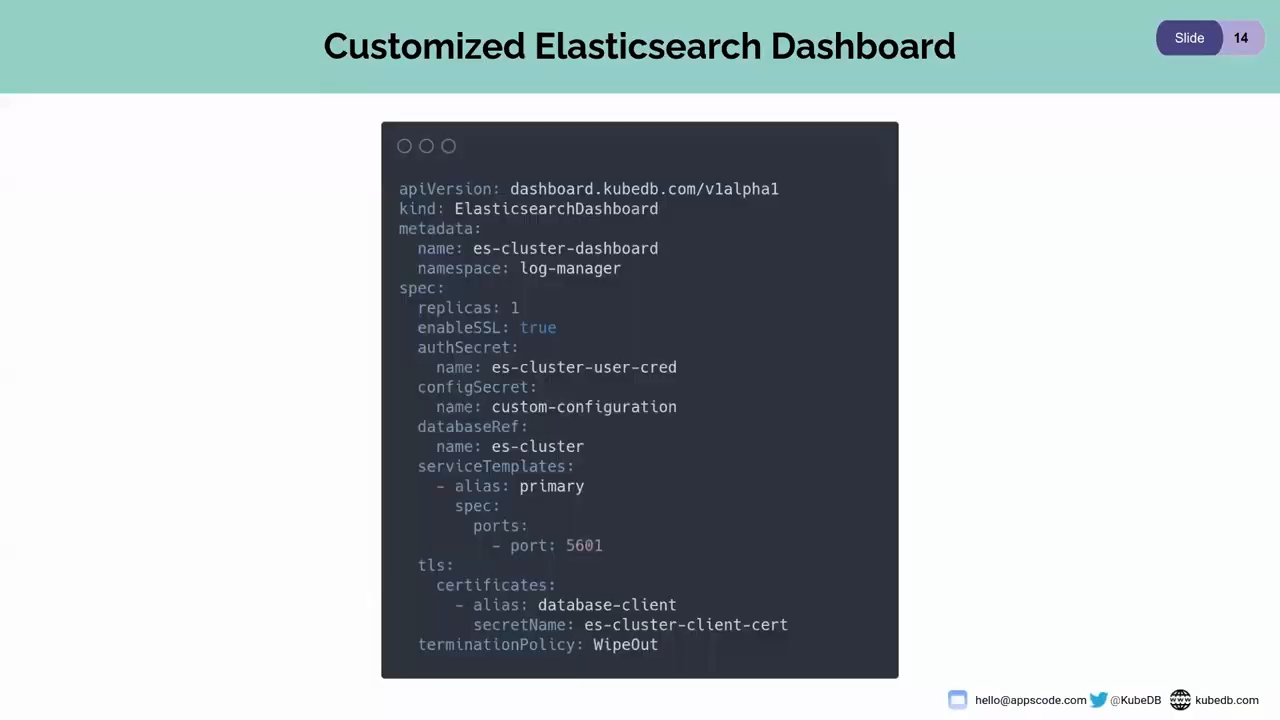 Customized Elasticsearch Dashboard
Slide 14
apiVersion: dashboard.kubedb.com/v1alpha1
kind: ElasticsearchDashboard
metadata:
  name: es-cluster-dashboard
  namespace: log-manager
spec:
  replicas: 1
  enableSSL: true
  authSecret:
    name: es-cluster-user-cred
  configSecret:
    name: custom-configuration
  databaseRef:
    name: es-cluster
  serviceTemplates:
    - alias: primary
      spec:
        ports:
          - port: 5601
  tls:
    certificates:
      - alias: database-client
        secretName: es-cluster-client-cert
  terminationPolicy: WipeOut
hello@appscode.com @KubeDB kubedb.com